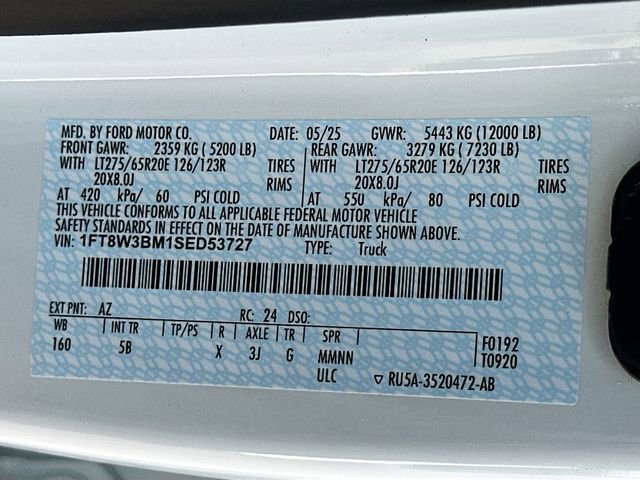 MFD. BY FORD MOTOR CO. DATE: 05/25 GVWR: 5443 KG (12000 LB)
FRONT GAWR: 2359 KG (5200 LB) REAR GAWR: 3279 KG (7230 LB)
WITH LT275/65R20E 126/123R TIRES WITH LT275/65R20E 126/123R TIRES
20X8.0J RIMS 20X8.0J RIMS
AT 420 kPa/ 60 PSI COLD AT 550 kPa/ 80 PSI COLD
THIS VEHICLE CONFORMS TO ALL APPLICABLE FEDERAL MOTOR VEHICLE
SAFETY STANDARDS IN EFFECT ON THE DATE OF MANUFACTURE SHOWN ABOVE.
VIN: 1FT8W3BM1SED53727 TYPE: Truck
EXT PNT: AZ RC: 24 DSO:
WB INT TR TP/PS R AXLE TR SPR F0192
160 5B X 3J G MMNN T0920
ULC RU5A-3520472-AB